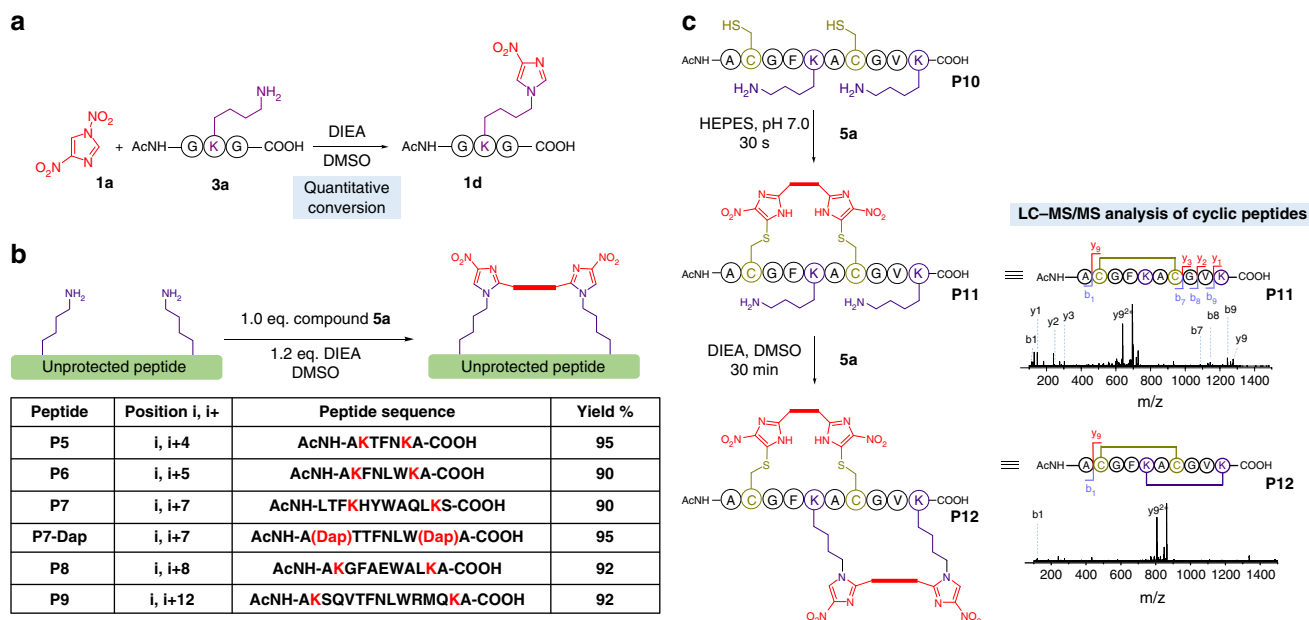 a
NO₂
O₂N
N
N
1a
+
NH₂
AcNH
G K G
COOH
3a
DIEA
DMSO
Quantitative
conversion
O₂N
N
N
AcNH
G K G
COOH
1d
b
NH₂
NH₂
Unprotected peptide
1.0 eq. compound 5a
1.2 eq. DIEA
DMSO
O₂N
NO₂
N
N
N
N
Unprotected peptide
Peptide Position i, i+ Peptide sequence Yield %
P5 i, i+4 AcNH-AKTFNKA-COOH 95
P6 i, i+5 AcNH-AKFNLWKA-COOH 90
P7 i, i+7 AcNH-LTFKHYWAQLKS-COOH 90
P7-Dap i, i+7 AcNH-A(Dap)TTFNLW(Dap)A-COOH 95
P8 i, i+8 AcNH-AKGFAEWALKA-COOH 92
P9 i, i+12 AcNH-AKSQVTFNLWRMQKA-COOH 92
c
HS
HS
AcNH
A C G F K A C G V K
COOH
H₂N
H₂N
P10
HEPES, pH 7.0
30 s
5a
N
N
O₂N
NH
HN
NO₂
S
S
AcNH
A C G F K A C G V K
COOH
H₂N
H₂N
P11
DIEA, DMSO
30 min
5a
N
N
O₂N
NH
HN
NO₂
S
S
AcNH
A C G F K A C G V K
COOH
P12
N
N
N
N
O₂N
NO₂
LC–MS/MS analysis of cyclic peptides
y₉
y₃ y₂ y₁
AcNH
A C G F K A C G V K
COOH
b₁
b₇ b₈ b₉
P11
b1
y1
y2
y3
y9²⁺
b7
b8
b9
y9
200 400 600 800 1000 1200 1400
m/z
y₉
AcNH
A C G F K A C G V K
COOH
b₁
P12
b1
y9²⁺
200 400 600 800 1000 1200 1400
m/z